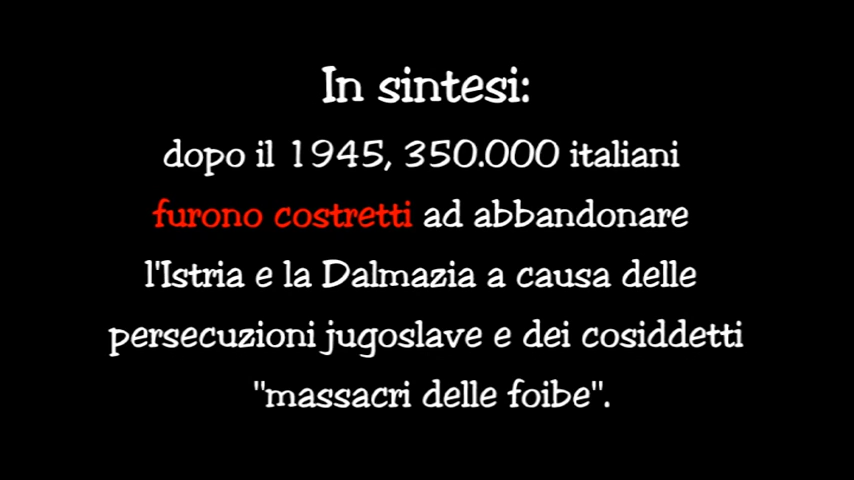 In sintesi:
dopo il 1945, 350.000 italiani
furono costretti ad abbandonare
l'Istria e la Dalmazia a causa delle
persecuzioni jugoslave e dei cosiddetti
"massacri delle foibe".